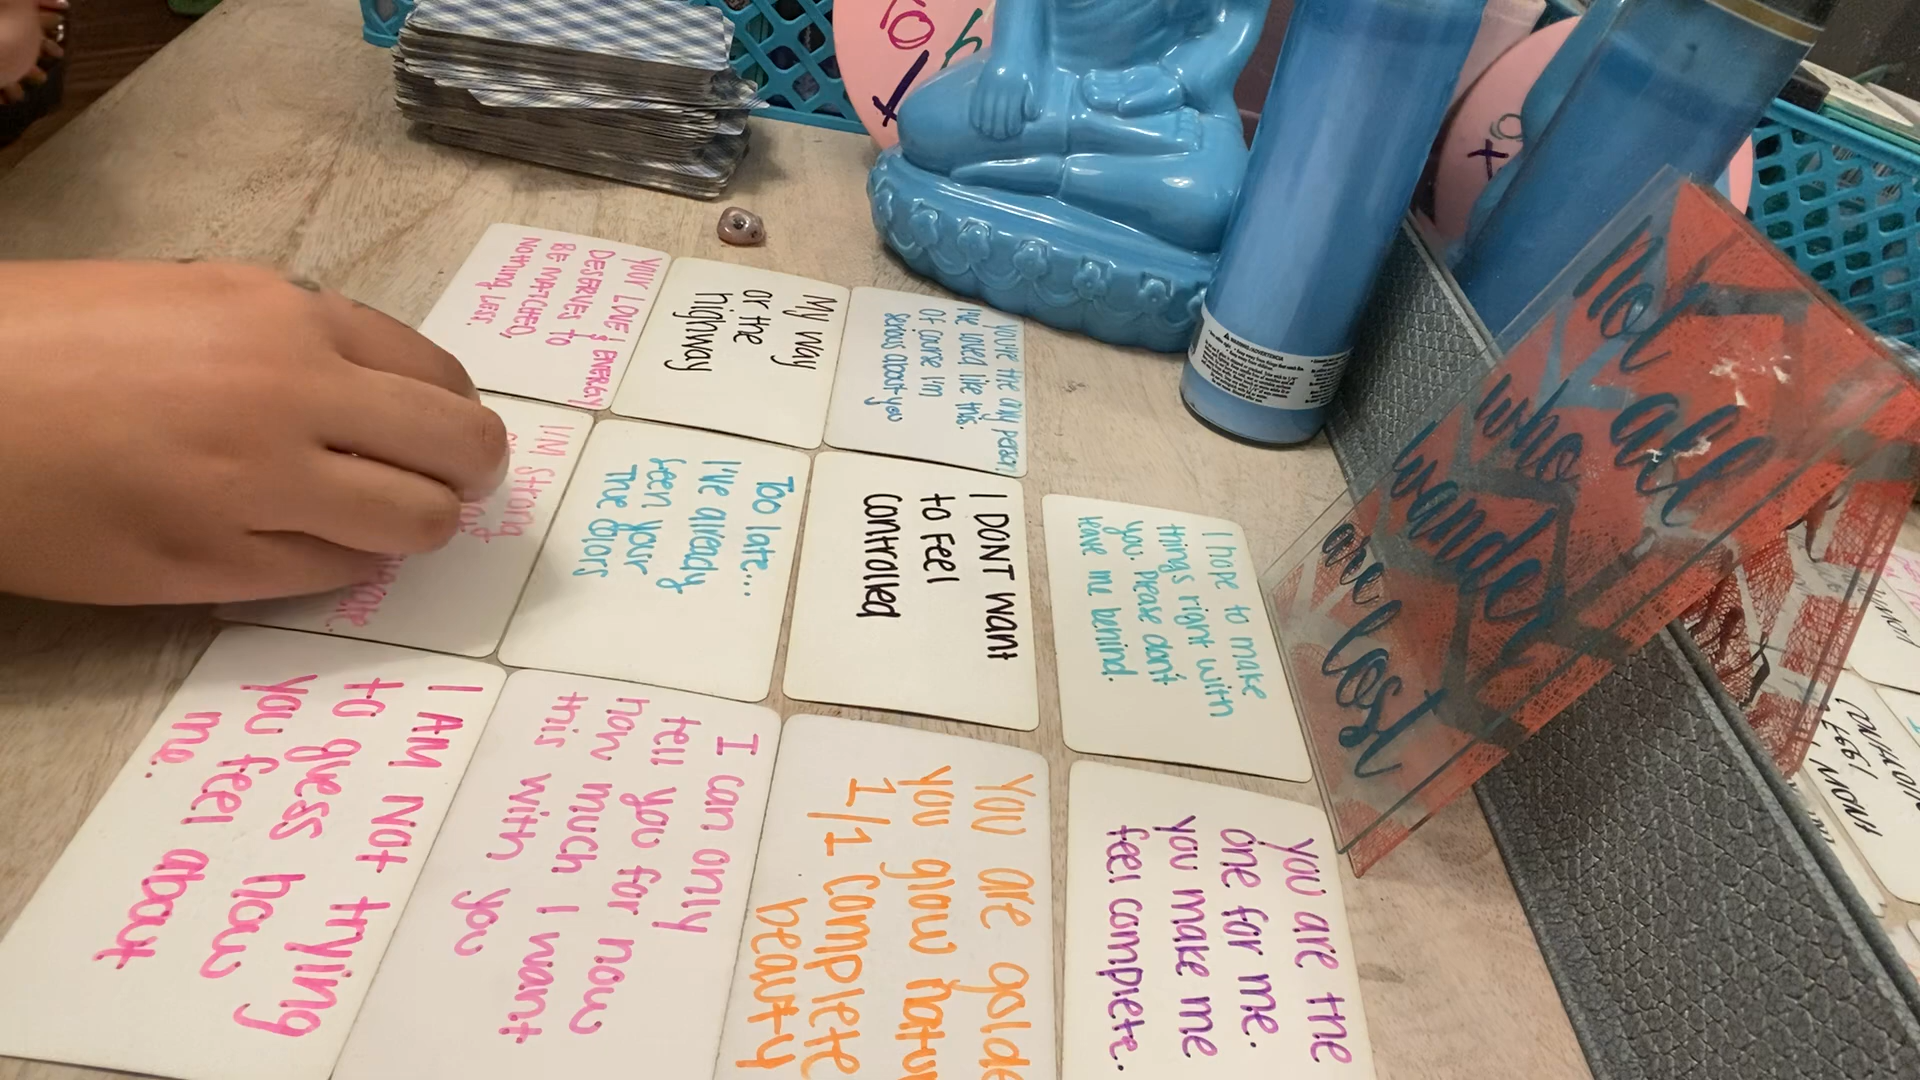 YOUR LOVE & ENERGY
DESERVES TO
BE MATCHED,
NOTHING LESS.
My way
or the
highway
you're the only person
me loved like this.
Of course I'm
serious about you
I'M Strong
Too late...
I've already
seen your
True colors
I DONT WANT
to FEEL
CONTROLLED
I hope to make
things right with
you. Please don't
leave me behind.
I AM NOT trying
to guess how
you feel about
me.
I can only
tell you for now
how much I want
this with you
You are golde
you glow natur
1/1 COMPLETE
beauty
you are the
one for me.
you make me
feel complete.
WARNING/ADVERTENCIA
not all
who
wander
are lost